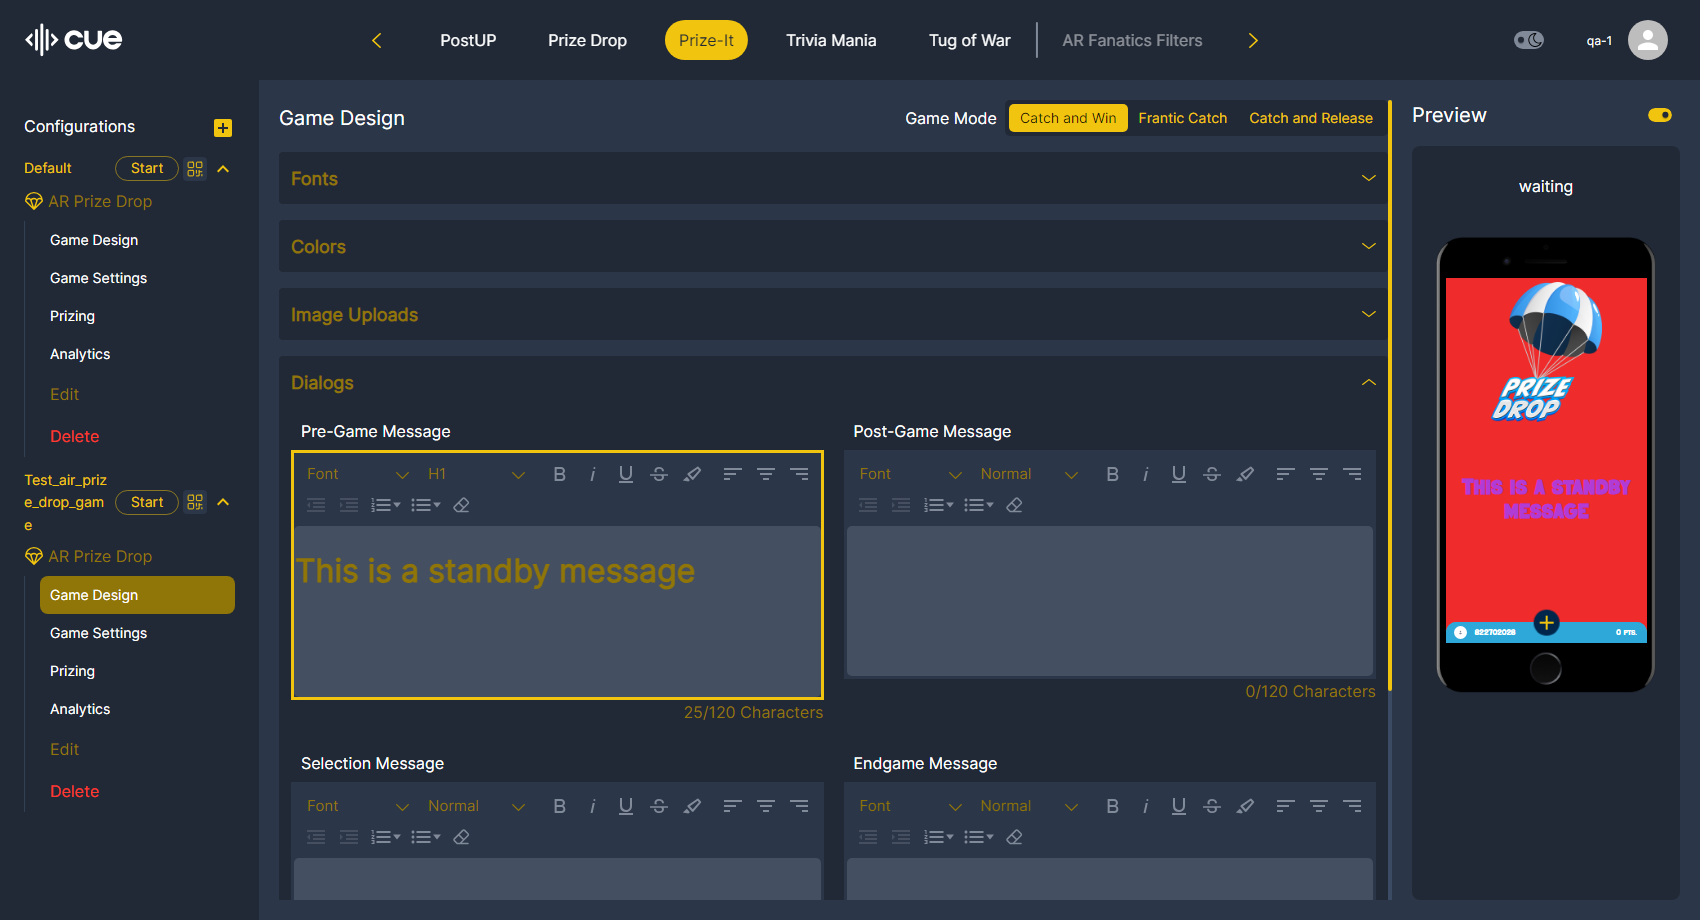 cue
PostUP
Prize Drop
Prize-It
Trivia Mania
Tug of War
AR Fanatics Filters
qa-1
Configurations
Default
Start
AR Prize Drop
Game Design
Game Settings
Prizing
Analytics
Edit
Delete
Test_air_priz
e_drop_gam
e
Start
AR Prize Drop
Game Design
Game Settings
Prizing
Analytics
Edit
Delete
Game Design
Game Mode
Catch and Win
Frantic Catch
Catch and Release
Fonts
Colors
Image Uploads
Dialogs
Pre-Game Message
Font
H1
This is a standby message
25/120 Characters
Post-Game Message
Font
Normal
0/120 Characters
Selection Message
Font
Normal
Endgame Message
Font
Normal
Preview
waiting
PRIZE
DROP
THIS IS A STANDBY
MESSAGE
822702026
0 PTS.